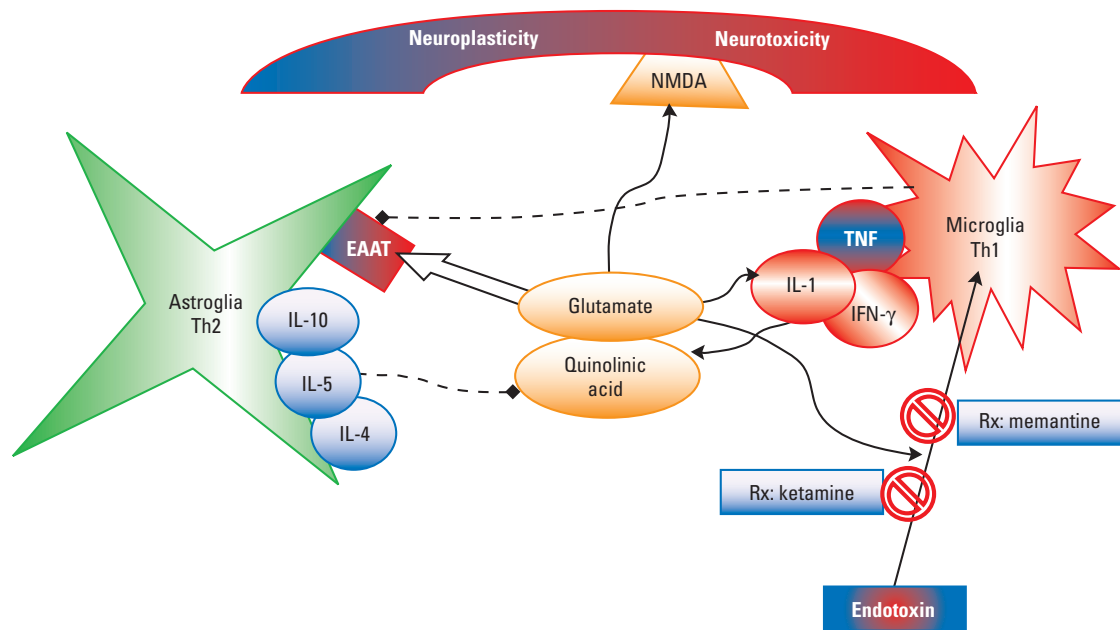 Neuroplasticity
Neurotoxicity
NMDA
EAAT
TNF
Microglia
Th1
Astroglia
Th2
IL-10
IL-5
IL-4
Glutamate
Quinolinic
acid
IL-1
IFN-γ
Rx: memantine
Rx: ketamine
Endotoxin